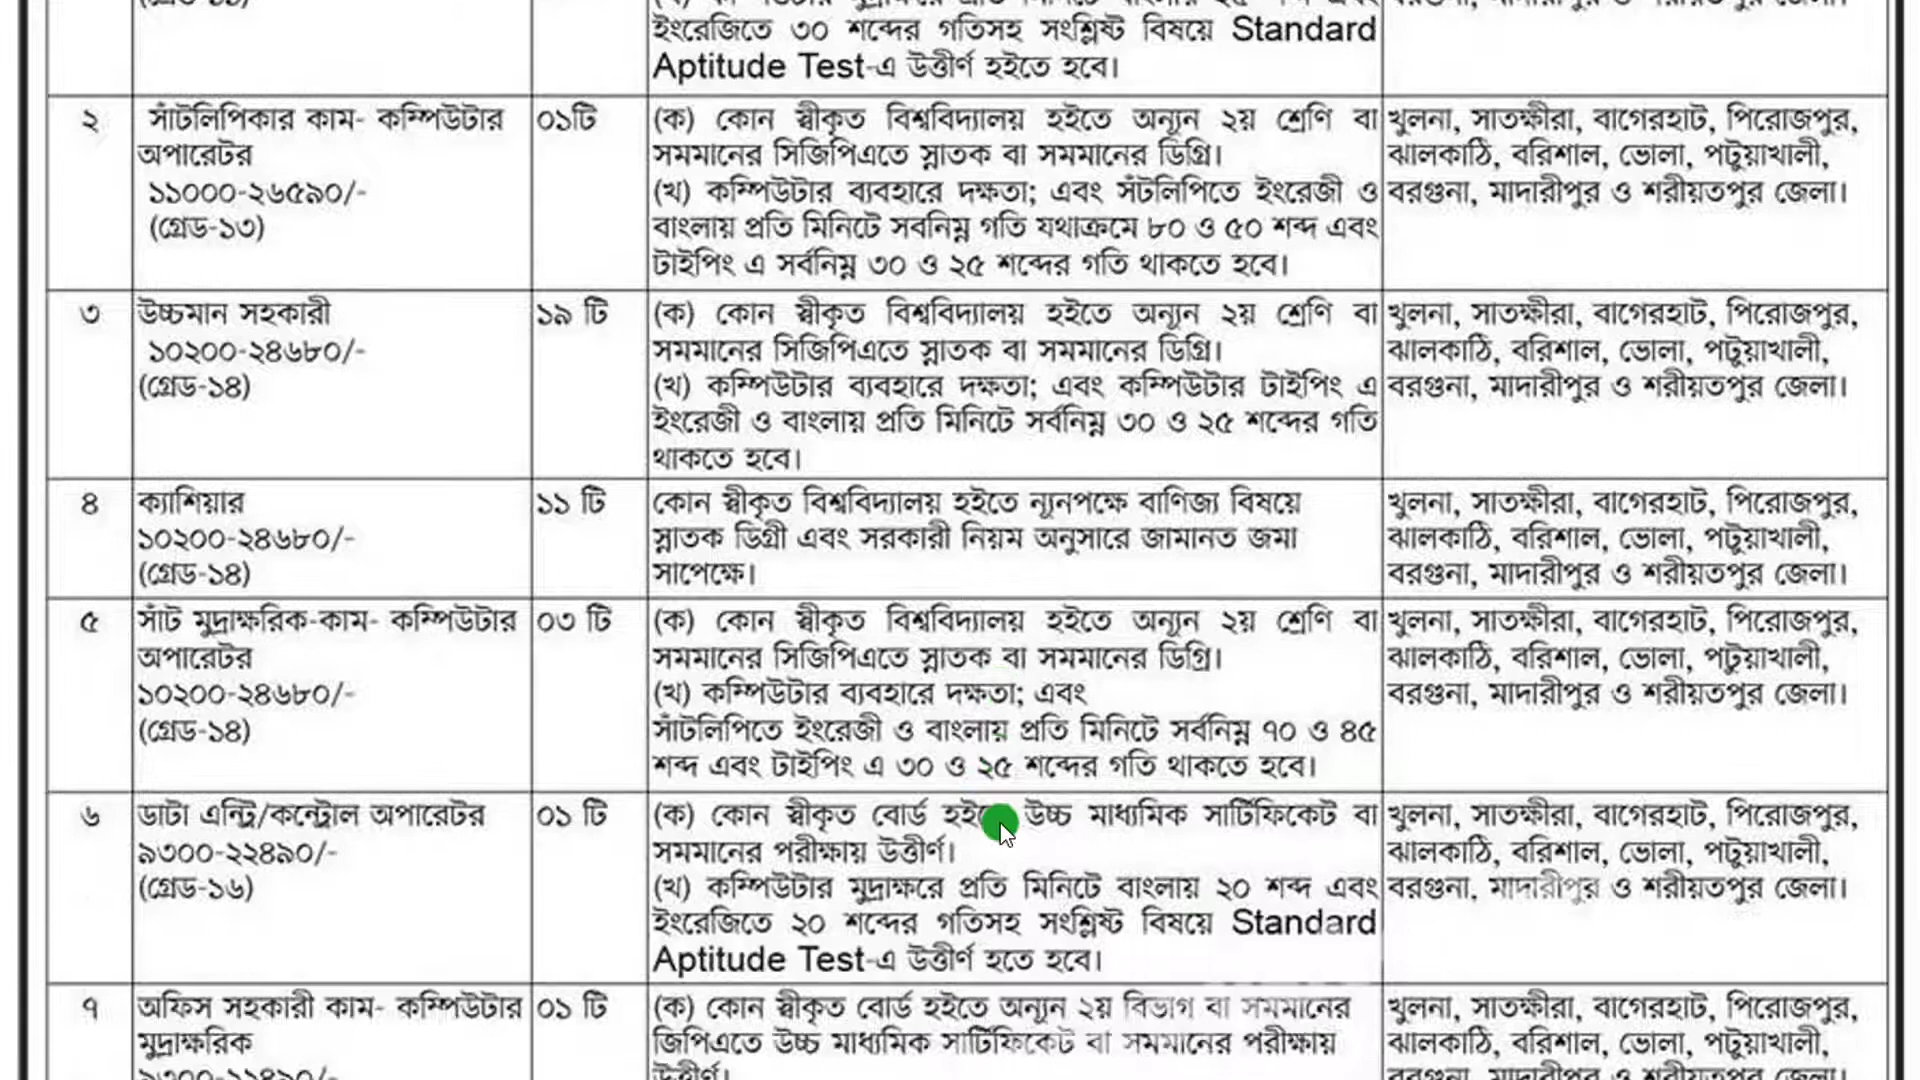 ইংরেজিতে ৩০ শব্দের গতিসহ সংশ্লিষ্ট বিষয়ে Standard
Aptitude Test-এ উত্তীর্ণ হইতে হবে।
২
সাঁটলিপিকার কাম- কম্পিউটার
অপারেটর
১১০০০-২৬৫৯০/-
(গ্রেড-১৩)
০১টি
(ক) কোন স্বীকৃত বিশ্ববিদ্যালয় হইতে অন্যূন ২য় শ্রেণি বা
সমমানের সিজিপিএতে স্নাতক বা সমমানের ডিগ্রি।
(খ) কম্পিউটার ব্যবহারে দক্ষতা; এবং সঁটলিপিতে ইংরেজী ও
বাংলায় প্রতি মিনিটে সবনিম্ন গতি যথাক্রমে ৮০ ও ৫০ শব্দ এবং
টাইপিং এ সর্বনিম্ন ৩০ ও ২৫ শব্দের গতি থাকতে হবে।
খুলনা, সাতক্ষীরা, বাগেরহাট, পিরোজপুর,
ঝালকাঠি, বরিশাল, ভোলা, পটুয়াখালী,
বরগুনা, মাদারীপুর ও শরীয়তপুর জেলা।
৩
উচ্চমান সহকারী
১০২০০-২৪৬৮০/-
(গ্রেড-১৪)
১৯ টি
(ক) কোন স্বীকৃত বিশ্ববিদ্যালয় হইতে অন্যূন ২য় শ্রেণি বা
সমমানের সিজিপিএতে স্নাতক বা সমমানের ডিগ্রি।
(খ) কম্পিউটার ব্যবহারে দক্ষতা; এবং কম্পিউটার টাইপিং এ
ইংরেজী ও বাংলায় প্রতি মিনিটে সর্বনিম্ন ৩০ ও ২৫ শব্দের গতি
থাকতে হবে।
খুলনা, সাতক্ষীরা, বাগেরহাট, পিরোজপুর,
ঝালকাঠি, বরিশাল, ভোলা, পটুয়াখালী,
বরগুনা, মাদারীপুর ও শরীয়তপুর জেলা।
৪
ক্যাশিয়ার
১০২০০-২৪৬৮০/-
(গ্রেড-১৪)
১১ টি
কোন স্বীকৃত বিশ্ববিদ্যালয় হইতে ন্যূনপক্ষে বাণিজ্য বিষয়ে
স্নাতক ডিগ্রী এবং সরকারী নিয়ম অনুসারে জামানত জমা
সাপেক্ষে।
খুলনা, সাতক্ষীরা, বাগেরহাট, পিরোজপুর,
ঝালকাঠি, বরিশাল, ভোলা, পটুয়াখালী,
বরগুনা, মাদারীপুর ও শরীয়তপুর জেলা।
৫
সাঁট মুদ্রাক্ষরিক-কাম- কম্পিউটার
অপারেটর
১০২০০-২৪৬৮০/-
(গ্রেড-১৪)
০৩ টি
(ক) কোন স্বীকৃত বিশ্ববিদ্যালয় হইতে অন্যূন ২য় শ্রেণি বা
সমমানের সিজিপিএতে স্নাতক বা সমমানের ডিগ্রি।
(খ) কম্পিউটার ব্যবহারে দক্ষতা; এবং
সাঁটলিপিতে ইংরেজী ও বাংলায় প্রতি মিনিটে সর্বনিম্ন ৭০ ও ৪৫
শব্দ এবং টাইপিং এ ৩০ ও ২৫ শব্দের গতি থাকতে হবে।
খুলনা, সাতক্ষীরা, বাগেরহাট, পিরোজপুর,
ঝালকাঠি, বরিশাল, ভোলা, পটুয়াখালী,
বরগুনা, মাদারীপুর ও শরীয়তপুর জেলা।
৬
ডাটা এন্ট্রি/কন্ট্রোল অপারেটর
৯৩০০-২২৪৯০/-
(গ্রেড-১৬)
০১ টি
(ক) কোন স্বীকৃত বোর্ড উচ্চ মাধ্যমিক সার্টিফিকেট বা
সমমানের পরীক্ষায় উত্তীর্ণ।
(খ) কম্পিউটার মুদ্রাক্ষরে প্রতি মিনিটে বাংলায় ২০ শব্দ এবং
ইংরেজিতে ২০ শব্দের গতিসহ সংশ্লিষ্ট বিষয়ে Standard
Aptitude Test-এ উত্তীর্ণ হতে হবে।
খুলনা, সাতক্ষীরা, বাগেরহাট, পিরোজপুর,
ঝালকাঠি, বরিশাল, ভোলা, পটুয়াখালী,
বরগুনা, মাদারীপুর ও শরীয়তপুর জেলা।
৭
অফিস সহকারী কাম- কম্পিউটার
মুদ্রাক্ষরিক
০১ টি
(ক) কোন স্বীকৃত বোর্ড হইতে অন্যূন ২য় বিভাগ বা সমমানের
জিপিএতে উচ্চ মাধ্যমিক সার্টিফিকেট বা সমমানের পরীক্ষায়
খুলনা, সাতক্ষীরা, বাগেরহাট, পিরোজপুর,
ঝালকাঠি, বরিশাল, ভোলা, পটুয়াখালী,